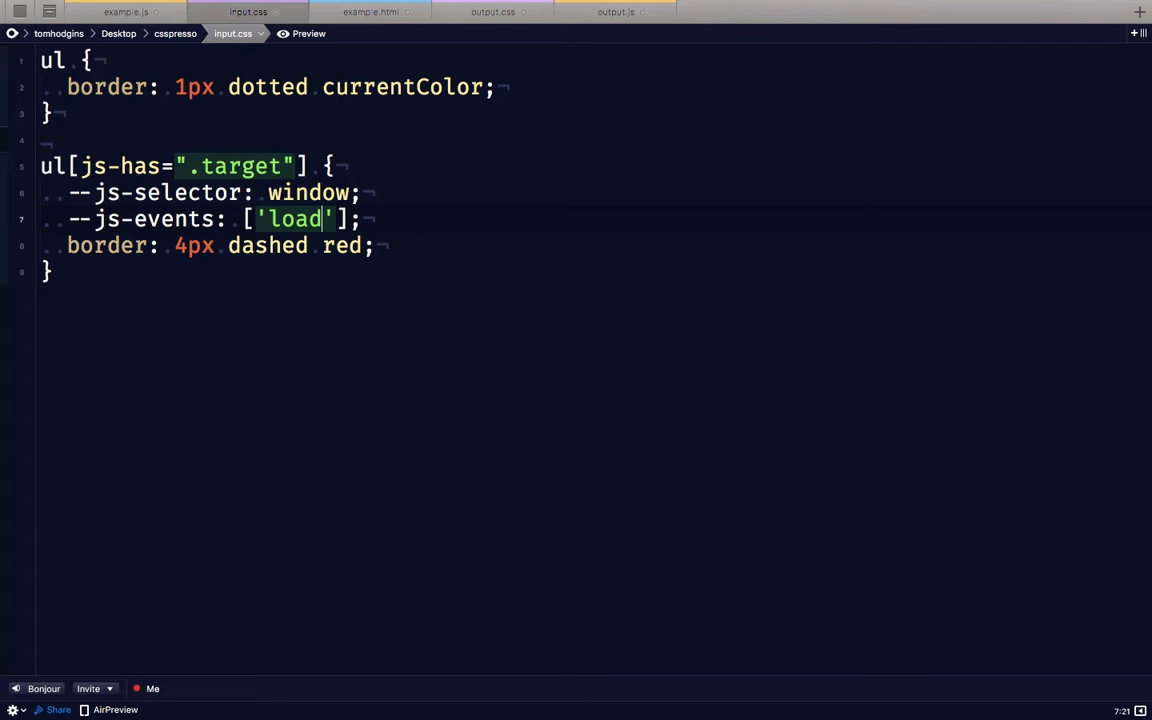 example.js input.css example.html output.css output.js
tomhodgins Desktop csspresso input.css Preview
1 ul {
2 border: 1px dotted currentColor;
3 }
4
5 ul[js-has=".target"] {
6 --js-selector: window;
7 --js-events: ['load'];
8 border: 4px dashed red;
9 }
Bonjour Invite Me
Share AirPreview 7:21